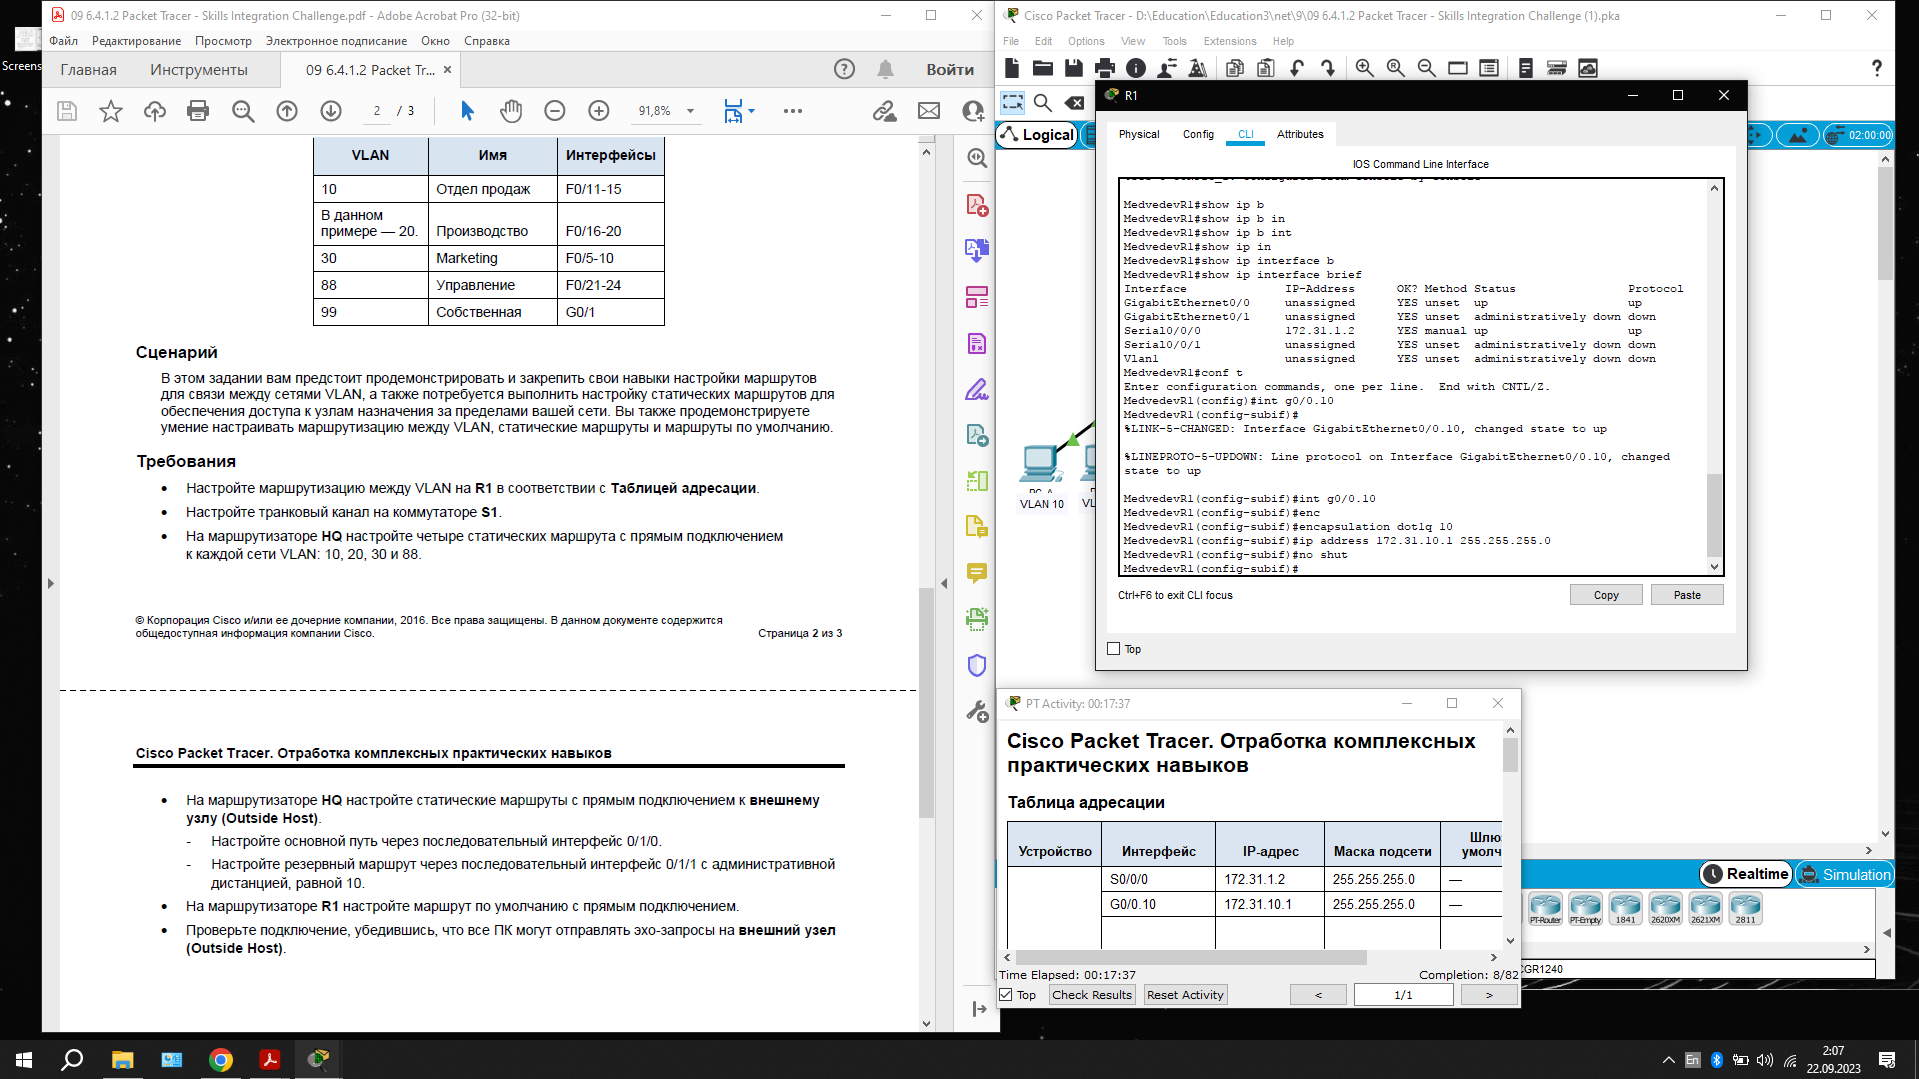 Screens
09 6.4.1.2 Packet Tracer - Skills Integration Challenge.pdf - Adobe Acrobat Pro (32-bit)
Файл Редактирование Просмотр Электронное подписание Окно Справка
Главная Инструменты 09 6.4.1.2 Packet Tr... × Войти
2 / 3 91,8%
VLAN Имя Интерфейсы
10 Отдел продаж F0/11-15
В данном
примере — 20. Производство F0/16-20
30 Marketing F0/5-10
88 Управление F0/21-24
99 Собственная G0/1
Сценарий
В этом задании вам предстоит продемонстрировать и закрепить свои навыки настройки маршрутов
для связи между сетями VLAN, а также потребуется выполнить настройку статических маршрутов для
обеспечения доступа к узлам назначения за пределами вашей сети. Вы также продемонстрируете
умение настраивать маршрутизацию между VLAN, статические маршруты и маршруты по умолчанию.
Требования
• Настройте маршрутизацию между VLAN на R1 в соответствии с Таблицей адресации.
• Настройте транковый канал на коммутаторе S1.
• На маршрутизаторе HQ настройте четыре статических маршрута с прямым подключением
к каждой сети VLAN: 10, 20, 30 и 88.
© Корпорация Cisco и/или ее дочерние компании, 2016. Все права защищены. В данном документе содержится
общедоступная информация компании Cisco. Страница 2 из 3
Cisco Packet Tracer. Отработка комплексных практических навыков
• На маршрутизаторе HQ настройте статические маршруты с прямым подключением к внешнему
узлу (Outside Host).
- Настройте основной путь через последовательный интерфейс 0/1/0.
- Настройте резервный маршрут через последовательный интерфейс 0/1/1 с административной
дистанцией, равной 10.
• На маршрутизаторе R1 настройте маршрут по умолчанию с прямым подключением.
• Проверьте подключение, убедившись, что все ПК могут отправлять эхо-запросы на внешний узел
(Outside Host).
Cisco Packet Tracer - D:\Education\Education3\net\9\09 6.4.1.2 Packet Tracer - Skills Integration Challenge (1).pka
File Edit Options View Tools Extensions Help
Logical
02:00:00
VLAN 10
R1
Physical Config CLI Attributes
IOS Command Line Interface
MedvedevR1#show ip b
MedvedevR1#show ip b in
MedvedevR1#show ip b int
MedvedevR1#show ip in
MedvedevR1#show ip interface b
MedvedevR1#show ip interface brief
Interface IP-Address OK? Method Status Protocol
GigabitEthernet0/0 unassigned YES unset up up
GigabitEthernet0/1 unassigned YES unset administratively down down
Serial0/0/0 172.31.1.2 YES manual up up
Serial0/0/1 unassigned YES unset administratively down down
Vlan1 unassigned YES unset administratively down down
MedvedevR1#conf t
Enter configuration commands, one per line. End with CNTL/Z.
MedvedevR1(config)#int g0/0.10
MedvedevR1(config-subif)#
%LINK-5-CHANGED: Interface GigabitEthernet0/0.10, changed state to up
%LINEPROTO-5-UPDOWN: Line protocol on Interface GigabitEthernet0/0.10, changed
state to up
MedvedevR1(config-subif)#int g0/0.10
MedvedevR1(config-subif)#enc
MedvedevR1(config-subif)#encapsulation dot1q 10
MedvedevR1(config-subif)#ip address 172.31.10.1 255.255.255.0
MedvedevR1(config-subif)#no shut
MedvedevR1(config-subif)#
Ctrl+F6 to exit CLI focus
Copy Paste
Top
PT Activity: 00:17:37
Cisco Packet Tracer. Отработка комплексных
практических навыков
Таблица адресации
Устройство Интерфейс IP-адрес Маска подсети
S0/0/0 172.31.1.2 255.255.255.0 —
G0/0.10 172.31.10.1 255.255.255.0 —
Time Elapsed: 00:17:37 Completion: 8/82
Top Check Results Reset Activity < 1/1 >
Realtime Simulation
PT-Router PT-Empty 1841 2620XM 2621XM 2811
CGR1240
En
2:07
22.09.2023